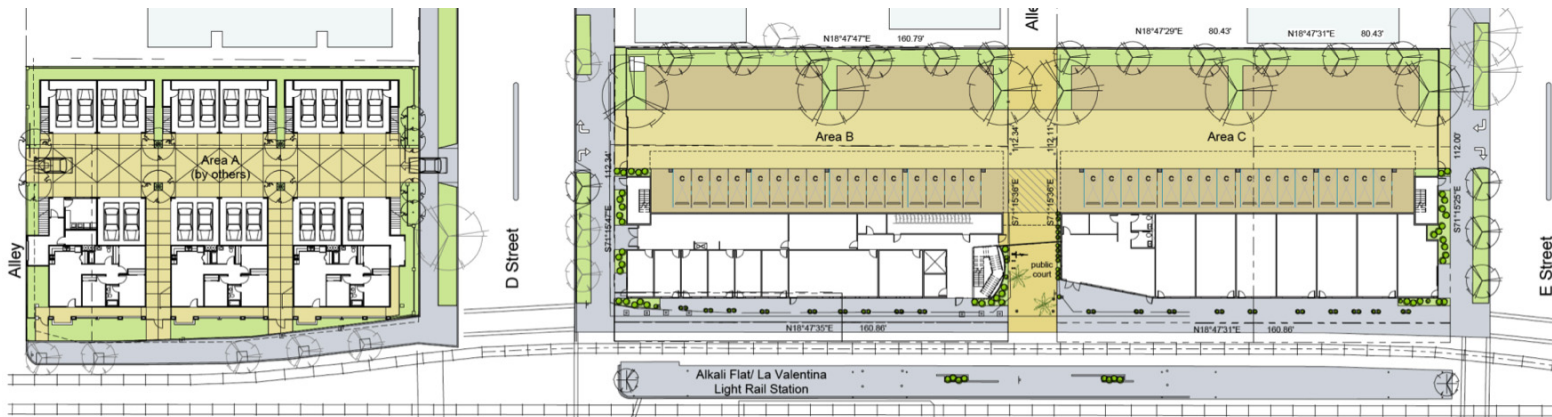 Alle
N18°47'47"E 160.79'
N18°47'29"E 80.43'
N18°47'31"E 80.43'
Area A
(by others)
Area B
Area C
112.34'
S71°15'47"E
112.34'
S71°15'36"E
112.11'
S71°15'36"E
112.00'
S71°15'25"E
C C C C C C C C C C C C C C C C
C C C C C C C C C C C C C C C C
Alley
D Street
public
court
E Street
N18°47'35"E 160.86'
N18°47'31"E 160.86'
Alkali Flat/ La Valentina
Light Rail Station